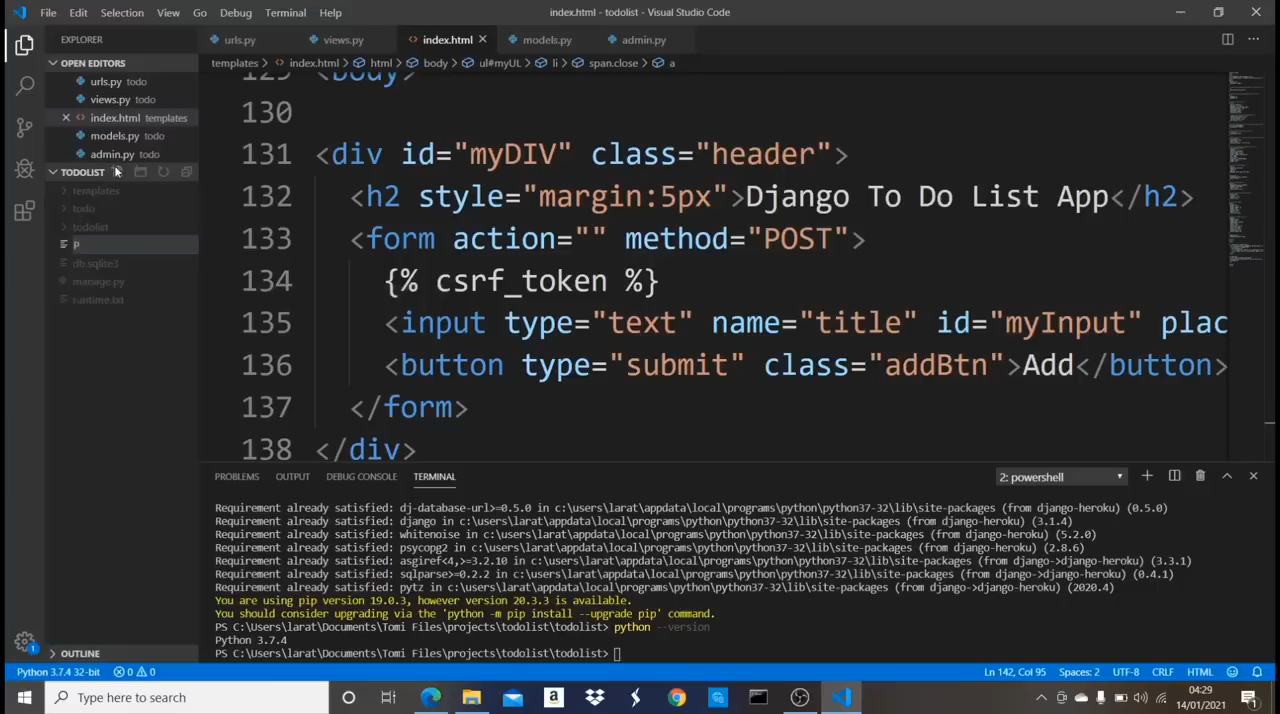 File Edit Selection View Go Debug Terminal Help
index.html - todolist - Visual Studio Code
EXPLORER
urls.py views.py index.html models.py admin.py
OPEN EDITORS
urls.py todo
views.py todo
index.html templates
models.py todo
admin.py todo
TODOLIST
templates
todo
todolist
P
db.sqlite3
manage.py
runtime.txt
OUTLINE
templates > index.html > html > body > ul#myUL > li > span.close > a
129 <body>
130
131 <div id="myDIV" class="header">
132 <h2 style="margin:5px">Django To Do List App</h2>
133 <form action="" method="POST">
134 {% csrf_token %}
135 <input type="text" name="title" id="myInput" plac
136 <button type="submit" class="addBtn">Add</button>
137 </form>
138 </div>
PROBLEMS OUTPUT DEBUG CONSOLE TERMINAL
2: powershell
Requirement already satisfied: dj-database-url>=0.5.0 in c:\users\larat\appdata\local\programs\python\python37-32\lib\site-packages (from django-heroku) (0.5.0)
Requirement already satisfied: django in c:\users\larat\appdata\local\programs\python\python37-32\lib\site-packages (from django-heroku) (3.1.4)
Requirement already satisfied: whitenoise in c:\users\larat\appdata\local\programs\python\python37-32\lib\site-packages (from django-heroku) (5.2.0)
Requirement already satisfied: psycopg2 in c:\users\larat\appdata\local\programs\python\python37-32\lib\site-packages (from django-heroku) (2.8.6)
Requirement already satisfied: asgiref<4,>=3.2.10 in c:\users\larat\appdata\local\programs\python\python37-32\lib\site-packages (from django->django-heroku) (3.3.1)
Requirement already satisfied: sqlparse>=0.2.2 in c:\users\larat\appdata\local\programs\python\python37-32\lib\site-packages (from django->django-heroku) (0.4.1)
Requirement already satisfied: pytz in c:\users\larat\appdata\local\programs\python\python37-32\lib\site-packages (from django->django-heroku) (2020.4)
You are using pip version 19.0.3, however version 20.3.3 is available.
You should consider upgrading via the 'python -m pip install --upgrade pip' command.
PS C:\Users\larat\Documents\Tomi Files\projects\todolist\todolist> python --version
Python 3.7.4
PS C:\Users\larat\Documents\Tomi Files\projects\todolist\todolist>
Python 3.7.4 32-bit 0 0 Ln 142, Col 95 Spaces: 2 UTF-8 CRLF HTML
Type here to search
04:29
14/01/2021